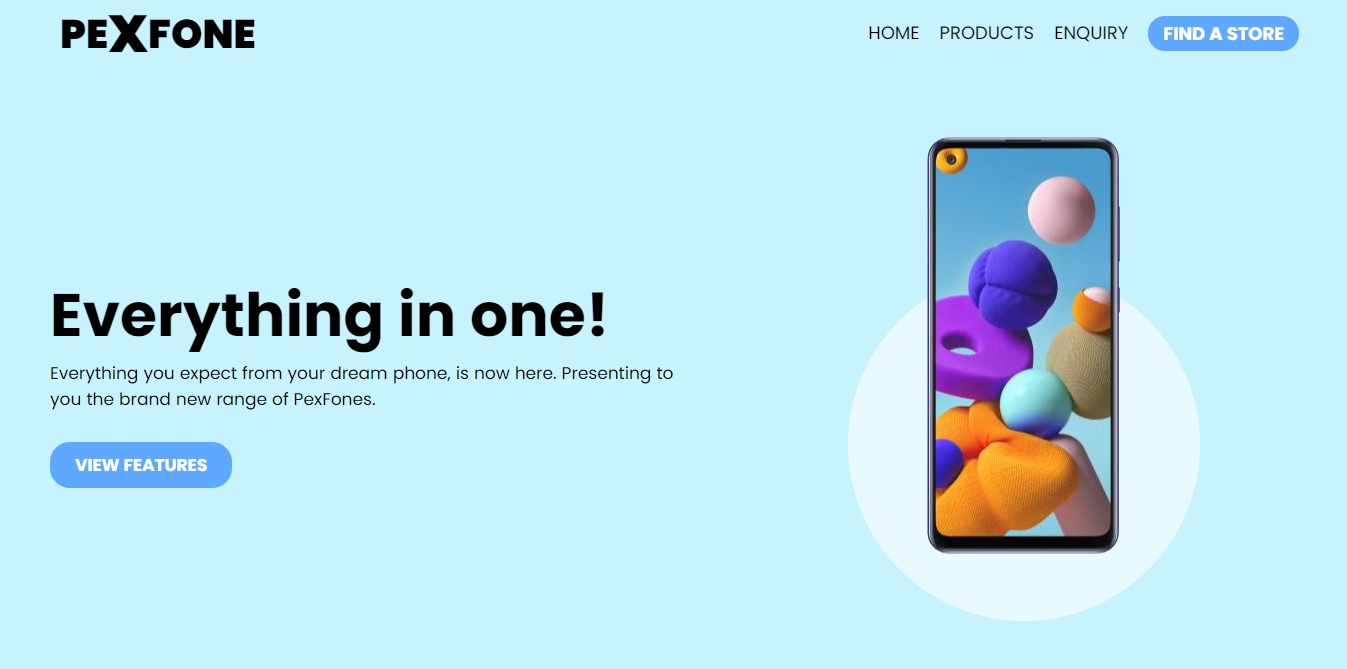 PEXFONE
HOME PRODUCTS ENQUIRY FIND A STORE
Everything in one!
Everything you expect from your dream phone, is now here. Presenting to
you the brand new range of PexFones.
VIEW FEATURES